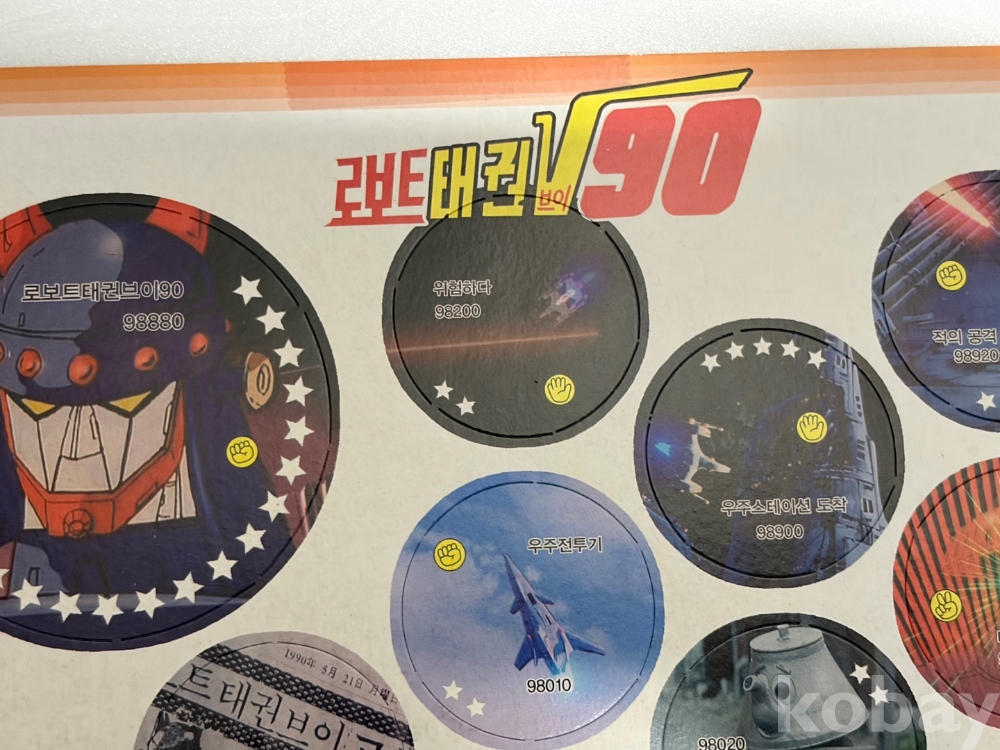 로보트태권브이90
로보트태권브이90
98880
위험하다
98200
적의 공격
98920
우주스테이션 도착
98900
우주전투기
98010
1990年 5月 21日 月曜日
트태권브이
98020
kobay